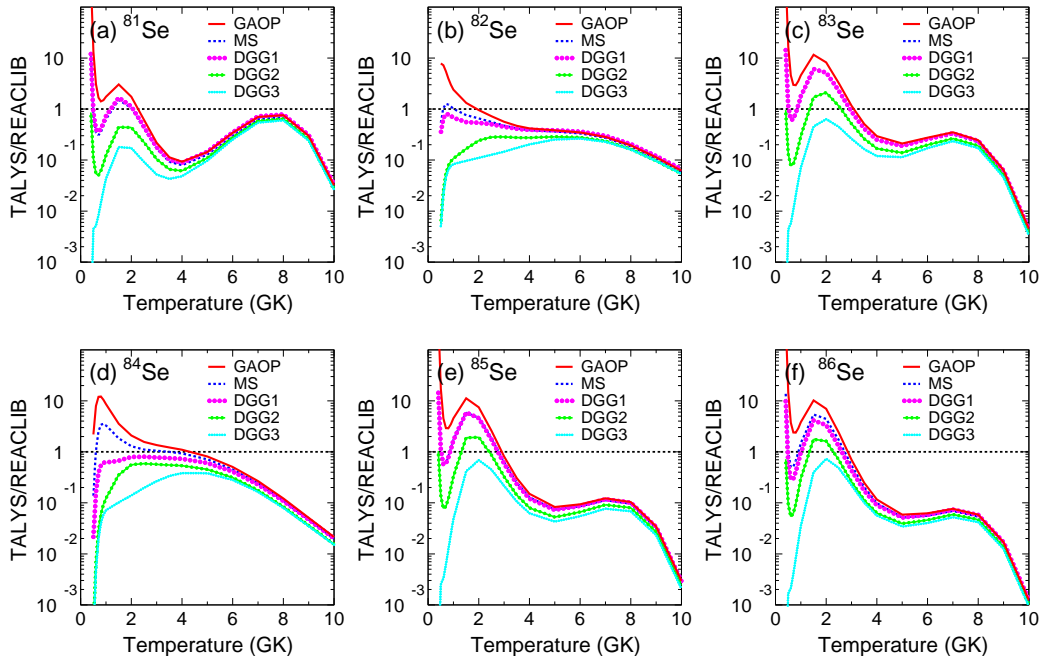 (a) ⁸¹Se
GAOP
MS
DGG1
DGG2
DGG3
TALYS/REACLIB
10
1
10⁻¹
10⁻²
10⁻³
0 2 4 6 8 10
Temperature (GK)
(b) ⁸²Se
GAOP
MS
DGG1
DGG2
DGG3
TALYS/REACLIB
10
1
10⁻¹
10⁻²
10⁻³
0 2 4 6 8 10
Temperature (GK)
(c) ⁸³Se
GAOP
MS
DGG1
DGG2
DGG3
TALYS/REACLIB
10
1
10⁻¹
10⁻²
10⁻³
0 2 4 6 8 10
Temperature (GK)
(d) ⁸⁴Se
GAOP
MS
DGG1
DGG2
DGG3
TALYS/REACLIB
10
1
10⁻¹
10⁻²
10⁻³
0 2 4 6 8 10
Temperature (GK)
(e) ⁸⁵Se
GAOP
MS
DGG1
DGG2
DGG3
TALYS/REACLIB
10
1
10⁻¹
10⁻²
10⁻³
0 2 4 6 8 10
Temperature (GK)
(f) ⁸⁶Se
GAOP
MS
DGG1
DGG2
DGG3
TALYS/REACLIB
10
1
10⁻¹
10⁻²
10⁻³
0 2 4 6 8 10
Temperature (GK)